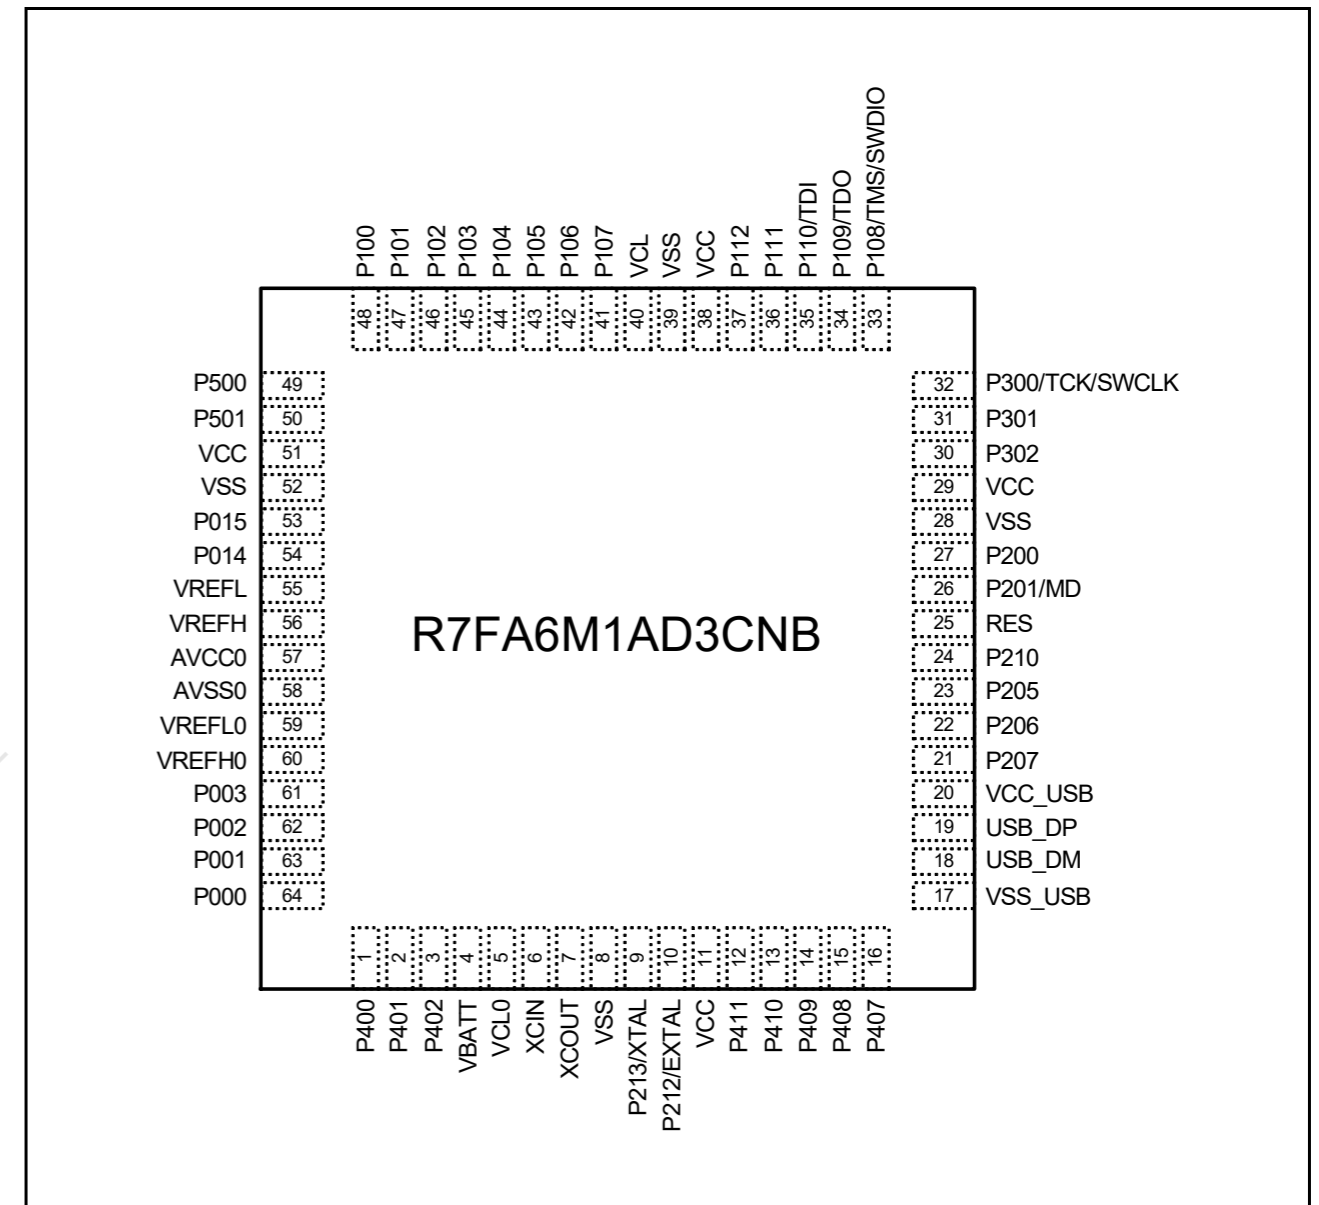 P100
P101
P102
P103
P104
P105
P106
P107
VCL
VSS
VCC
P112
P111
P110/TDI
P109/TDO
P108/TMS/SWDIO
48
47
46
45
44
43
42
41
40
39
38
37
36
35
34
33
P500 49
P501 50
VCC 51
VSS 52
P015 53
P014 54
VREFL 55
VREFH 56
AVCC0 57
AVSS0 58
VREFL0 59
VREFH0 60
P003 61
P002 62
P001 63
P000 64
R7FA6M1AD3CNB
32 P300/TCK/SWCLK
31 P301
30 P302
29 VCC
28 VSS
27 P200
26 P201/MD
25 RES
24 P210
23 P205
22 P206
21 P207
20 VCC_USB
19 USB_DP
18 USB_DM
17 VSS_USB
1
2
3
4
5
6
7
8
9
10
11
12
13
14
15
16
P400
P401
P402
VBATT
VCL0
XCIN
XCOUT
VSS
P213/XTAL
P212/EXTAL
VCC
P411
P410
P409
P408
P407